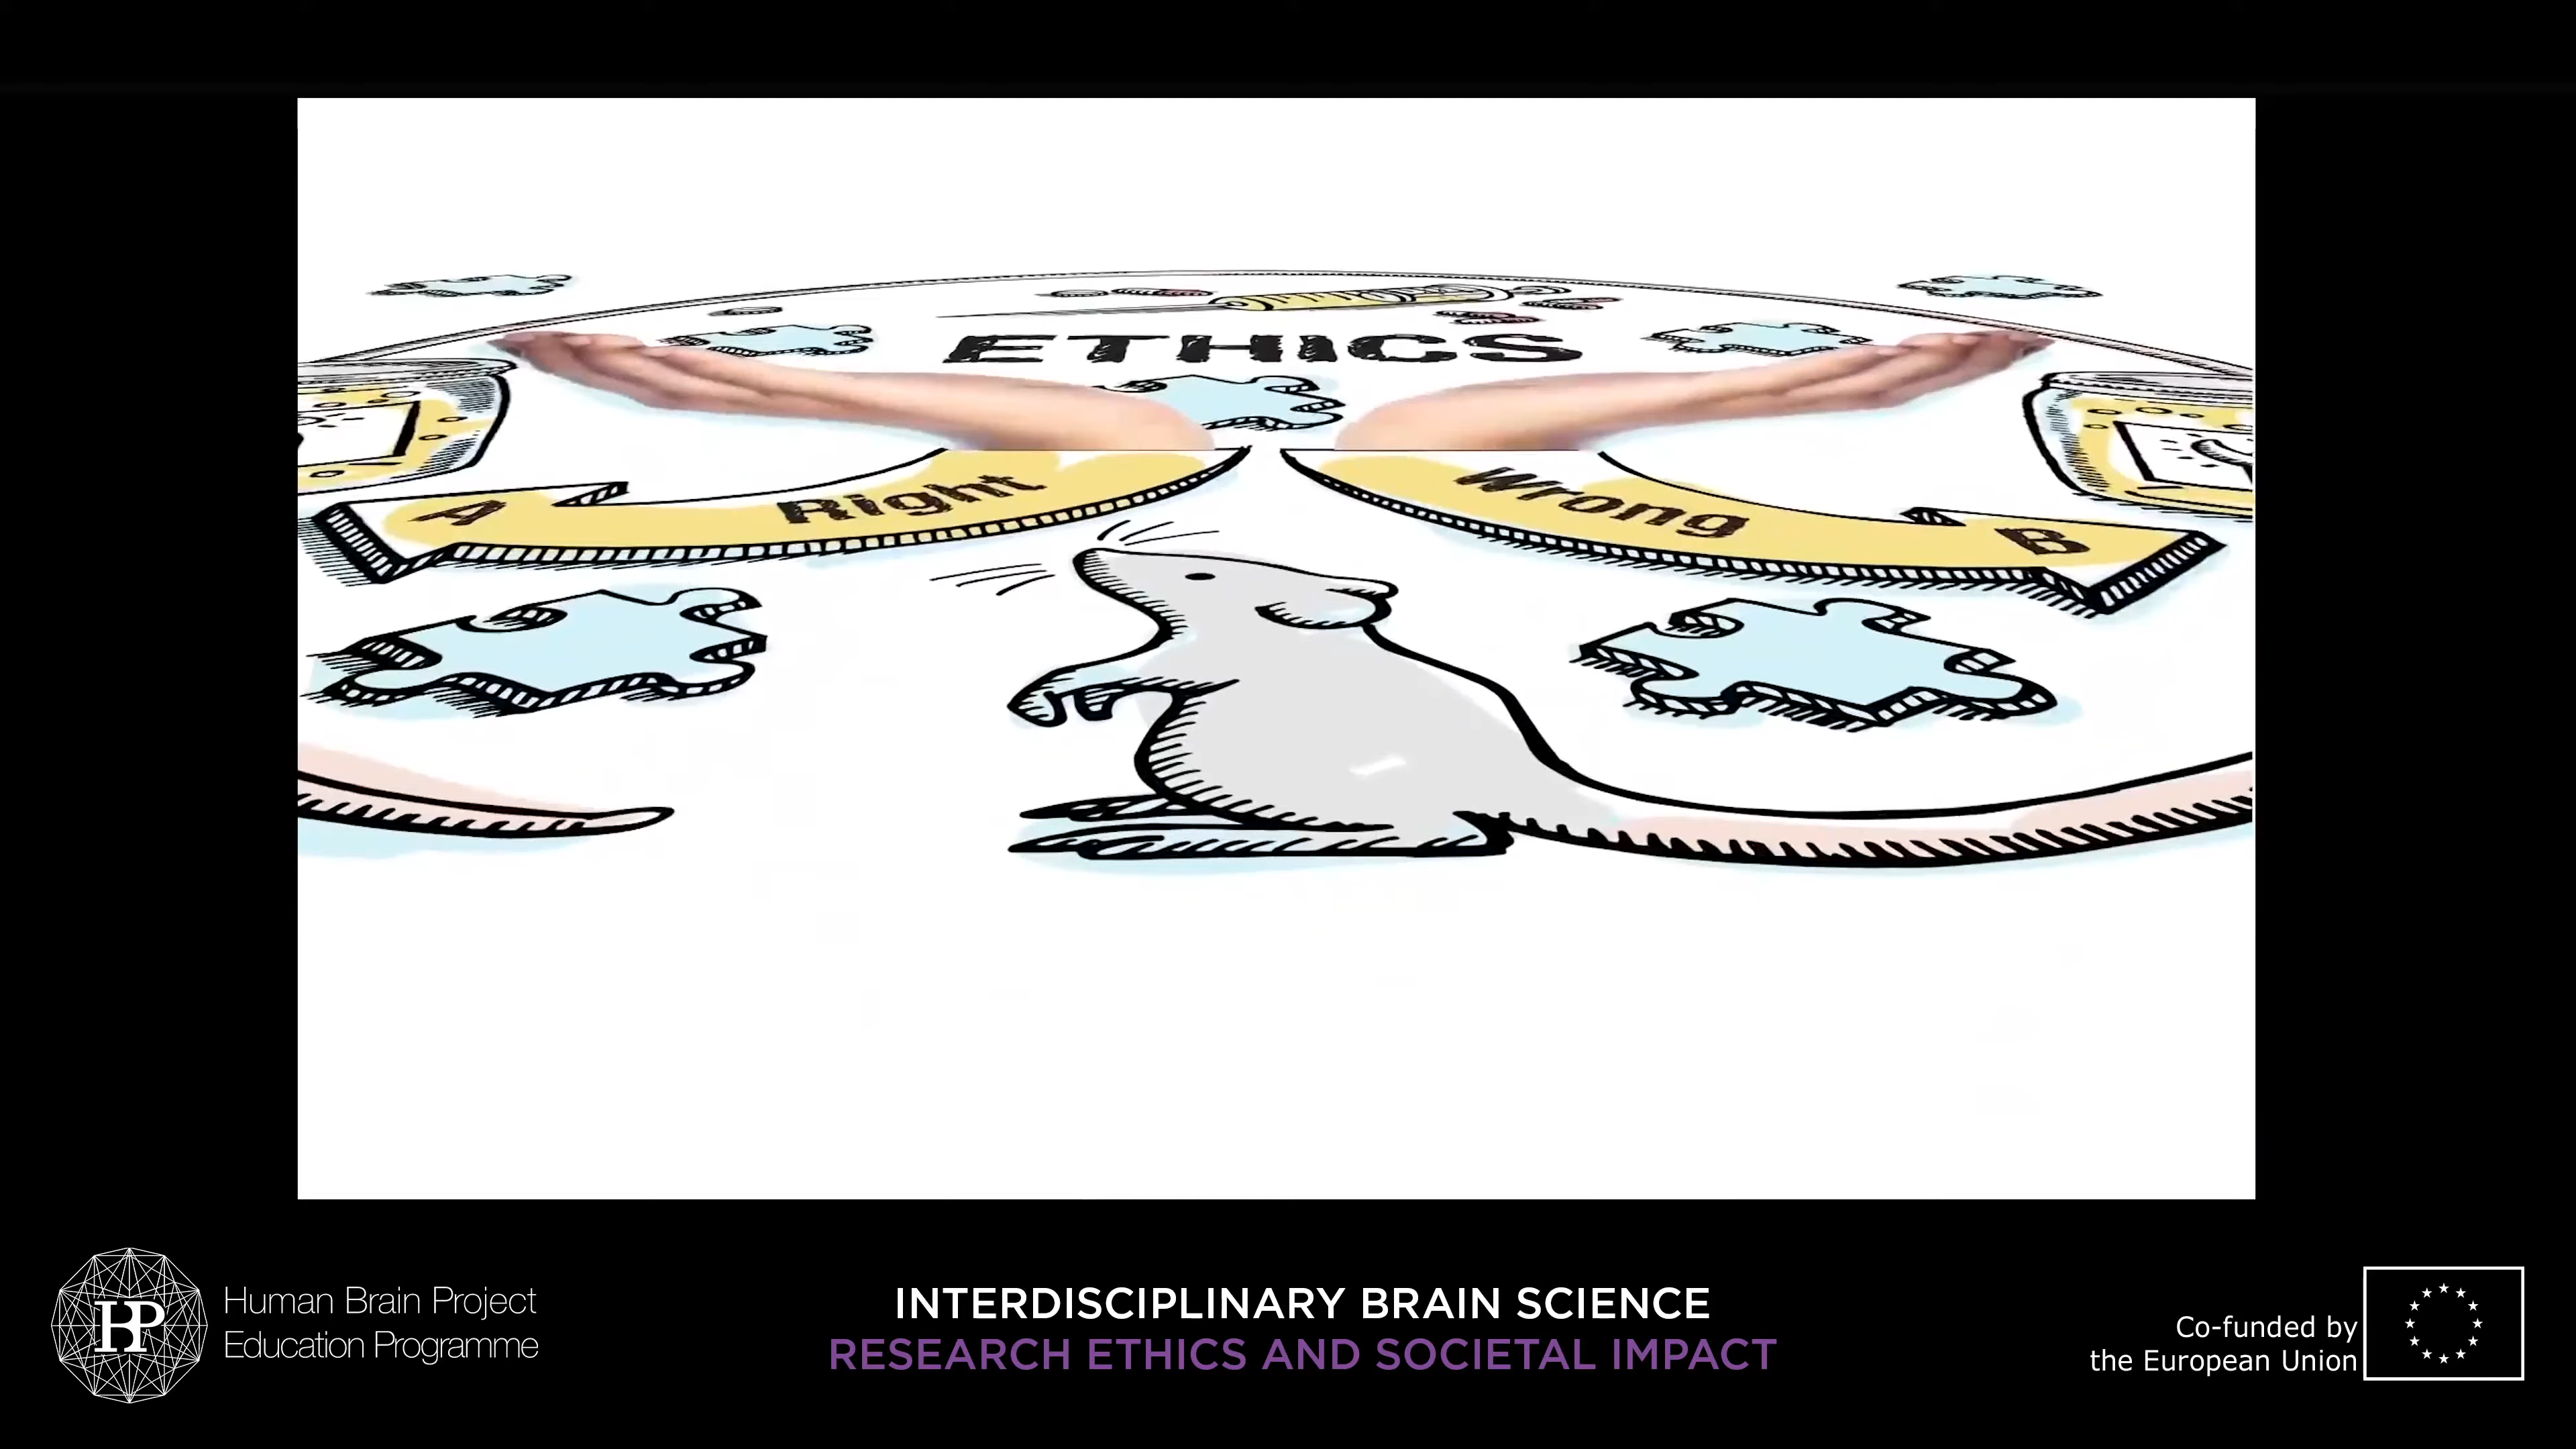 ETHICS
A Right
Wrong B
HP
Human Brain Project
Education Programme
INTERDISCIPLINARY BRAIN SCIENCE
RESEARCH ETHICS AND SOCIETAL IMPACT
Co-funded by
the European Union